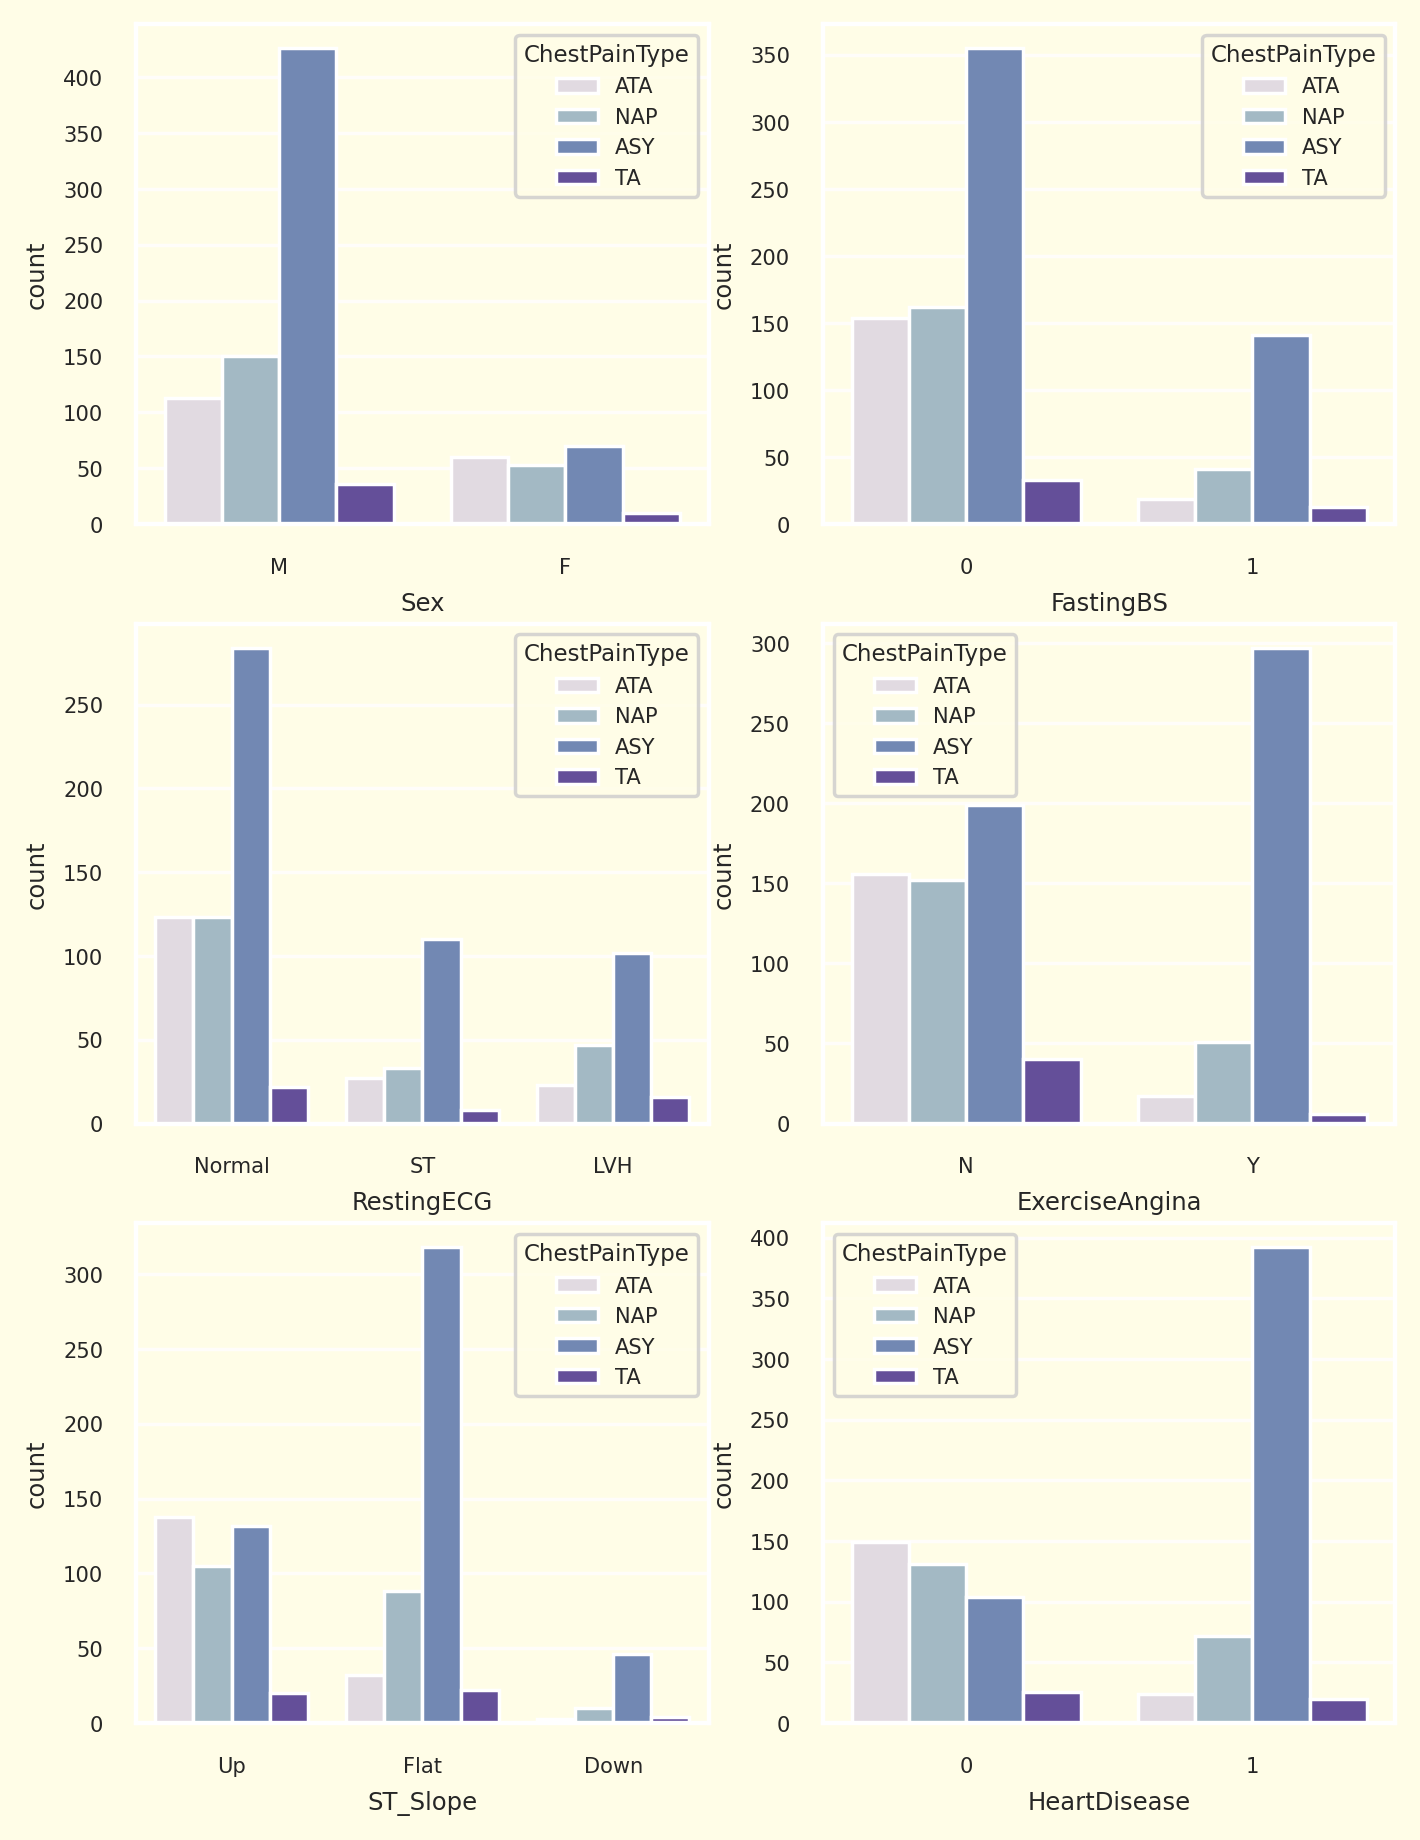 count
400
350
300
250
200
150
100
50
0
ChestPainType
ATA
NAP
ASY
TA
M F
Sex
count
350
300
250
200
150
100
50
0
ChestPainType
ATA
NAP
ASY
TA
0 1
FastingBS
count
250
200
150
100
50
0
ChestPainType
ATA
NAP
ASY
TA
Normal ST LVH
RestingECG
count
300
250
200
150
100
50
0
ChestPainType
ATA
NAP
ASY
TA
N Y
ExerciseAngina
count
300
250
200
150
100
50
0
ChestPainType
ATA
NAP
ASY
TA
Up Flat Down
ST_Slope
count
400
350
300
250
200
150
100
50
0
ChestPainType
ATA
NAP
ASY
TA
0 1
HeartDisease